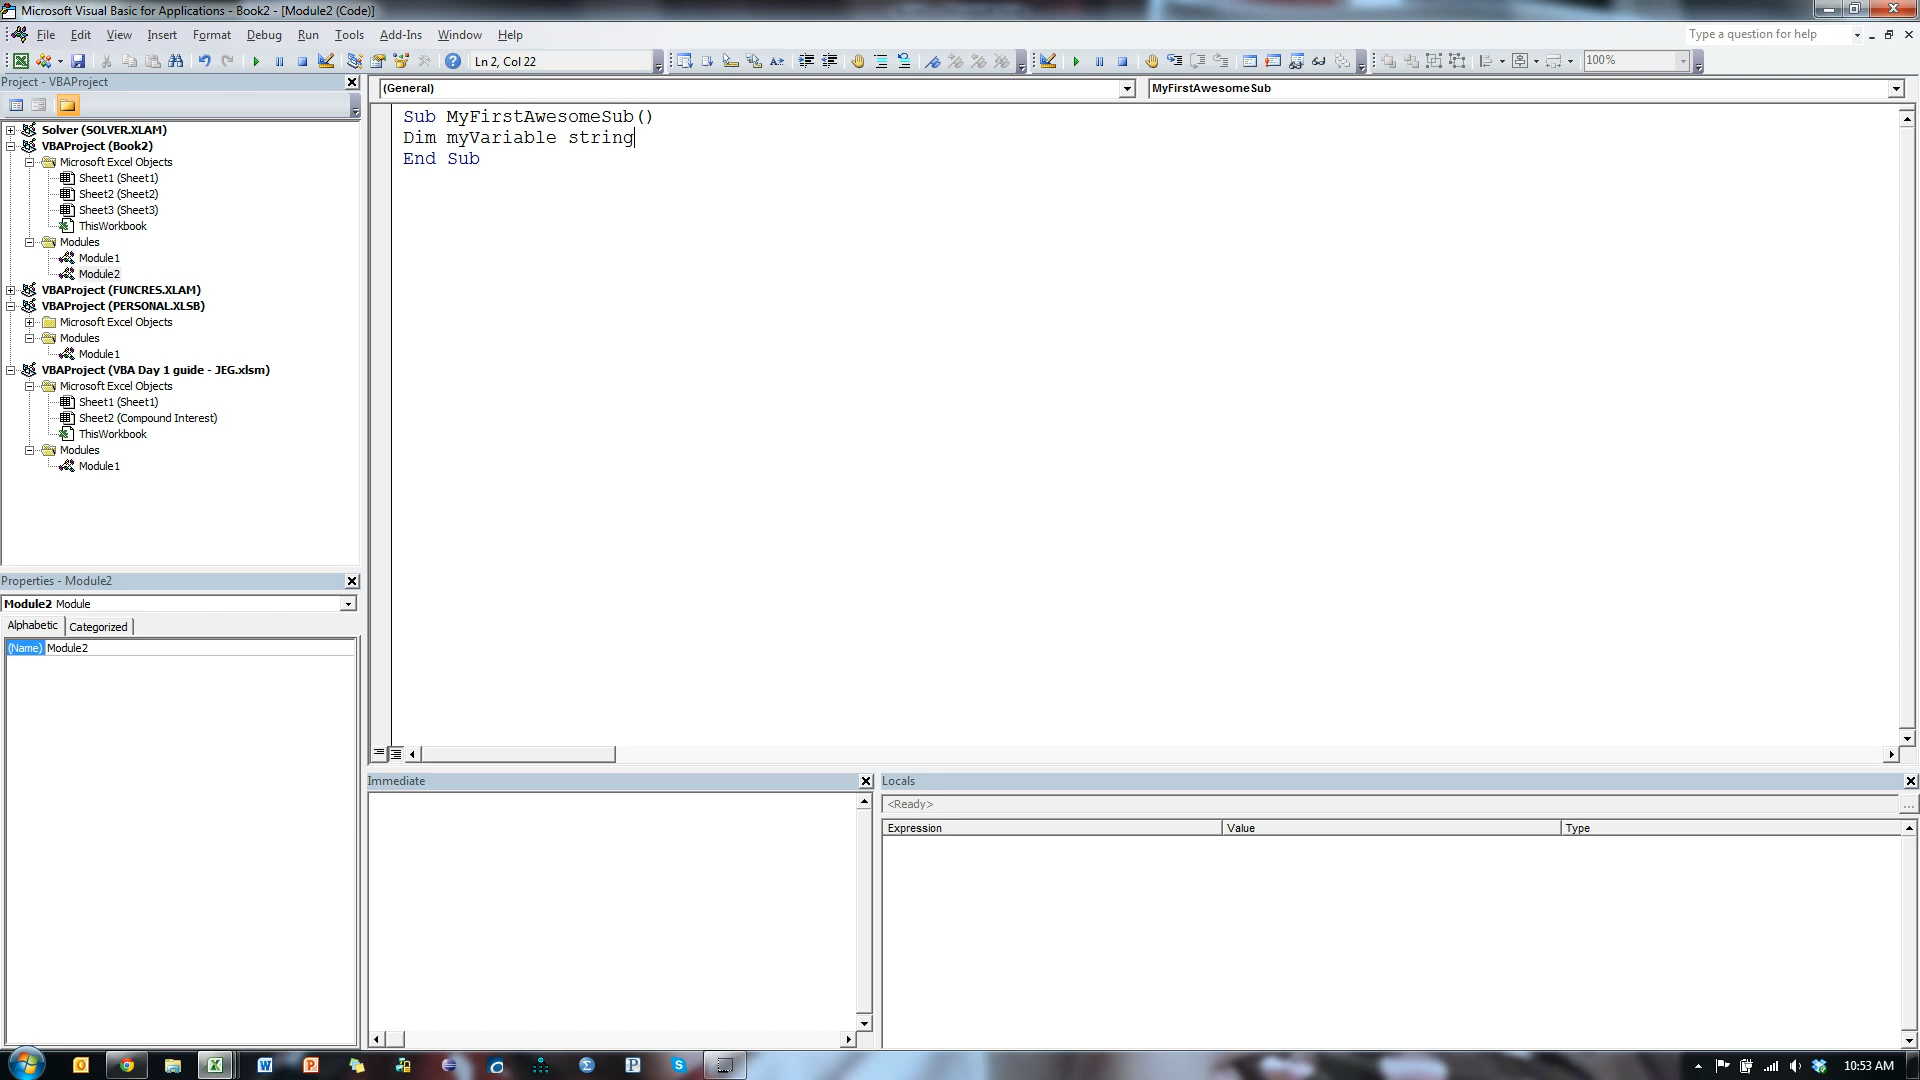 Microsoft Visual Basic for Applications - Book2 - [Module2 (Code)]
File Edit View Insert Format Debug Run Tools Add-Ins Window Help
Type a question for help
Ln 2, Col 22
100%
Project - VBAProject
Solver (SOLVER.XLAM)
VBAProject (Book2)
Microsoft Excel Objects
Sheet1 (Sheet1)
Sheet2 (Sheet2)
Sheet3 (Sheet3)
ThisWorkbook
Modules
Module1
Module2
VBAProject (FUNCRES.XLAM)
VBAProject (PERSONAL.XLSB)
Microsoft Excel Objects
Modules
Module1
VBAProject (VBA Day 1 guide - JEG.xlsm)
Microsoft Excel Objects
Sheet1 (Sheet1)
Sheet2 (Compound Interest)
ThisWorkbook
Modules
Module1
Properties - Module2
Module2 Module
Alphabetic Categorized
(Name) Module2
(General)
MyFirstAwesomeSub
Sub MyFirstAwesomeSub()
Dim myVariable string
End Sub
Immediate
Locals
<Ready>
Expression Value Type
10:53 AM